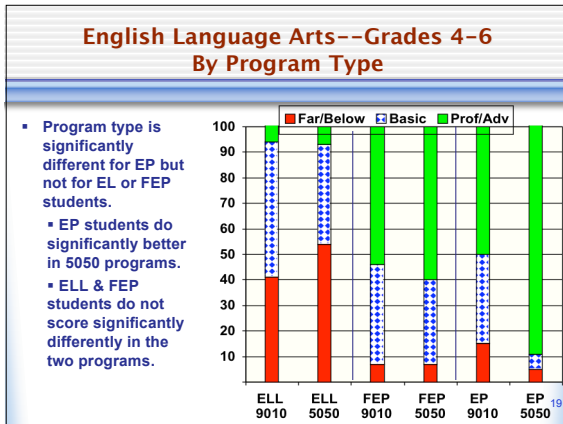 English Language Arts--Grades 4-6
By Program Type
▪ Program type is
significantly
different for EP but
not for EL or FEP
students.
▪ EP students do
significantly better
in 5050 programs.
▪ ELL & FEP
students do not
score significantly
differently in the
two programs.
Far/Below Basic Prof/Adv
100
90
80
70
60
50
40
30
20
10
ELL ELL FEP FEP EP EP
9010 5050 9010 5050 9010 5050
19